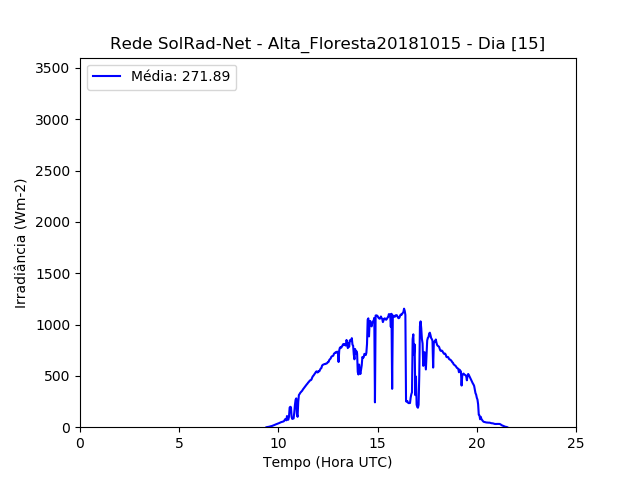 Rede SolRad-Net - Alta_Floresta20181015 - Dia [15]
Média: 271.89
3500
3000
2500
2000
1500
1000
500
0
Irradiância (Wm-2)
0 5 10 15 20 25
Tempo (Hora UTC)